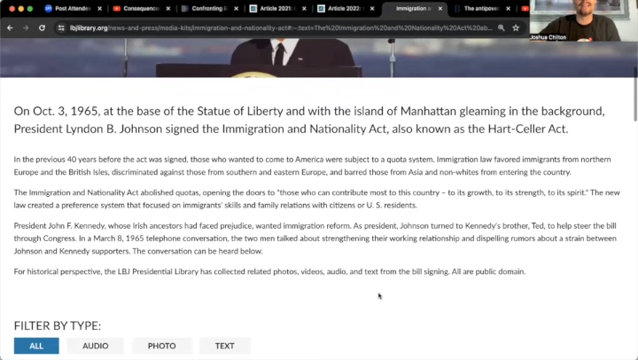 Post Attendee
Consequence
Confronting
Article 2021
Article 2022
Immigration and
The antipover
lbjlibrary.org/news-and-press/media-kits/immigration-and-nationality-act#:~:text=The%20Immigration%20and%20Nationality%20Act%20ab...
Joshua Chilton
On Oct. 3, 1965, at the base of the Statue of Liberty and with the island of Manhattan gleaming in the background,
President Lyndon B. Johnson signed the Immigration and Nationality Act, also known as the Hart-Celler Act.
In the previous 40 years before the act was signed, those who wanted to come to America were subject to a quota system. Immigration law favored immigrants from northern
Europe and the British Isles, discriminated against those from southern and eastern Europe, and barred those from Asia and non-whites from entering the country.
The Immigration and Nationality Act abolished quotas, opening the doors to "those who can contribute most to this country – to its growth, to its strength, to its spirit." The new
law created a preference system that focused on immigrants' skills and family relations with citizens or U. S. residents.
President John F. Kennedy, whose Irish ancestors had faced prejudice, wanted immigration reform. As president, Johnson turned to Kennedy's brother, Ted, to help steer the bill
through Congress. In a March 8, 1965 telephone conversation, the two men talked about strengthening their working relationship and dispelling rumors about a strain between
Johnson and Kennedy supporters. The conversation can be heard below.
For historical perspective, the LBJ Presidential Library has collected related photos, videos, audio, and text from the bill signing. All are public domain.
FILTER BY TYPE:
ALL
AUDIO
PHOTO
TEXT